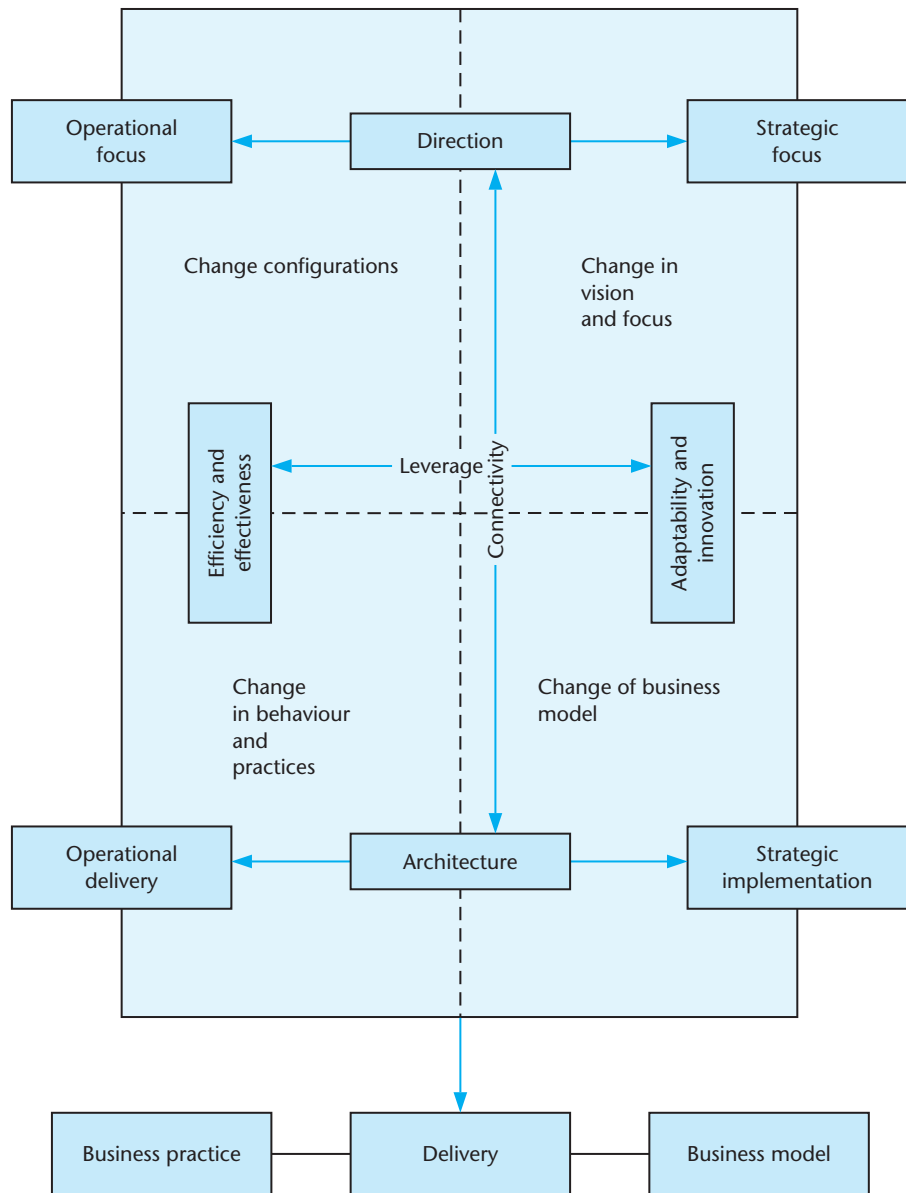 Operational
focus
Direction
Strategic
focus
Change configurations
Change in
vision
and focus
Efficiency and
effectiveness
Leverage
Connectivity
Adaptability and
innovation
Change
in behaviour
and
practices
Change of business
model
Operational
delivery
Architecture
Strategic
implementation
Business practice
Delivery
Business model